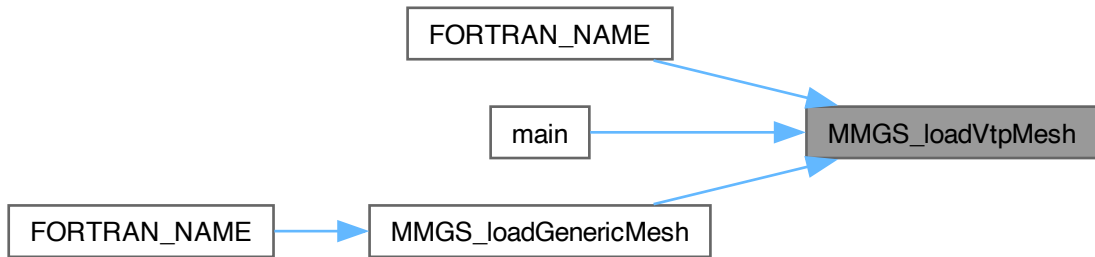 FORTRAN_NAME
main
MMGS_loadVtpMesh
FORTRAN_NAME
MMGS_loadGenericMesh